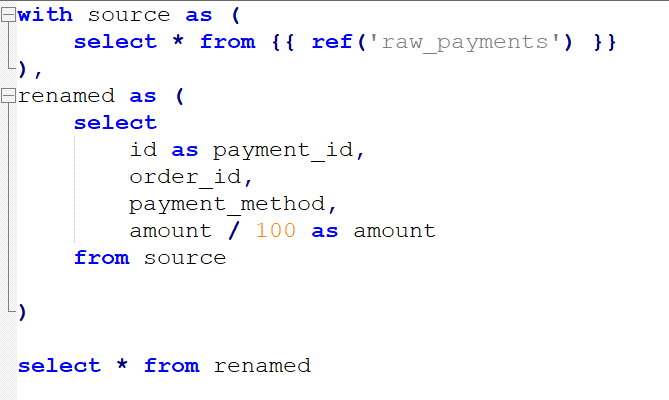 with source as (
    select * from {{ ref('raw_payments') }}
),
renamed as (
    select
        id as payment_id,
        order_id,
        payment_method,
        amount / 100 as amount
    from source
)
select * from renamed